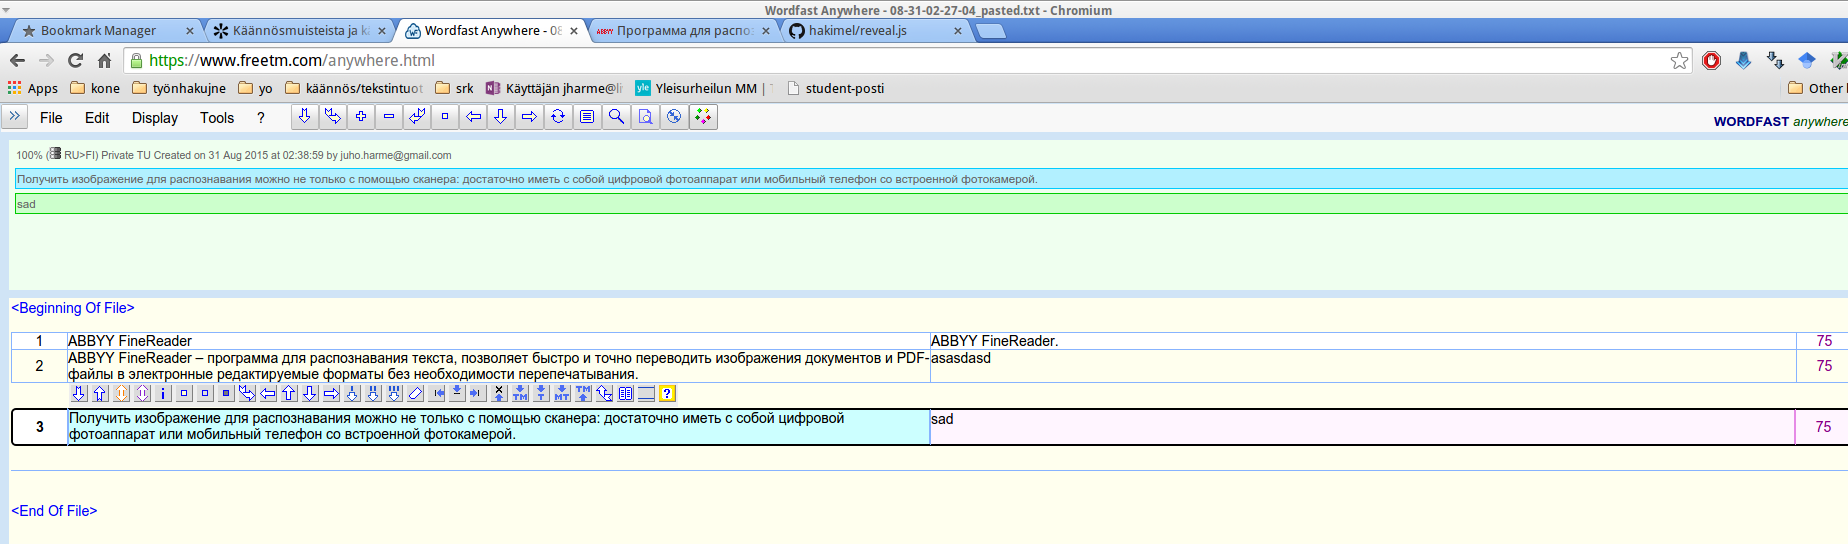 Wordfast Anywhere - 08-31-02-27-04_pasted.txt - Chromium
Bookmark Manager
Käännösmuisteista ja kä
Wordfast Anywhere - 08
ABBYY Программа для распоз
hakimel/reveal.js
https://www.freetm.com/anywhere.html
Apps kone työnhakujne yo käännös/tekstintuot srk Käyttäjän jharme@li Yleisurheilun MM | student-posti Other
File Edit Display Tools ?
WORDFAST anywhere
100% ( RU>FI) Private TU Created on 31 Aug 2015 at 02:38:59 by juho.harme@gmail.com
Получить изображение для распознавания можно не только с помощью сканера: достаточно иметь с собой цифровой фотоаппарат или мобильный телефон со встроенной фотокамерой.
sad
<Beginning Of File>
1 ABBYY FineReader ABBYY FineReader. 75
2 ABBYY FineReader – программа для распознавания текста, позволяет быстро и точно переводить изображения документов и PDF- asasdasd 75
файлы в электронные редактируемые форматы без необходимости перепечатывания.
TM T MT TM ?
3 Получить изображение для распознавания можно не только с помощью сканера: достаточно иметь с собой цифровой sad 75
фотоаппарат или мобильный телефон со встроенной фотокамерой.
<End Of File>